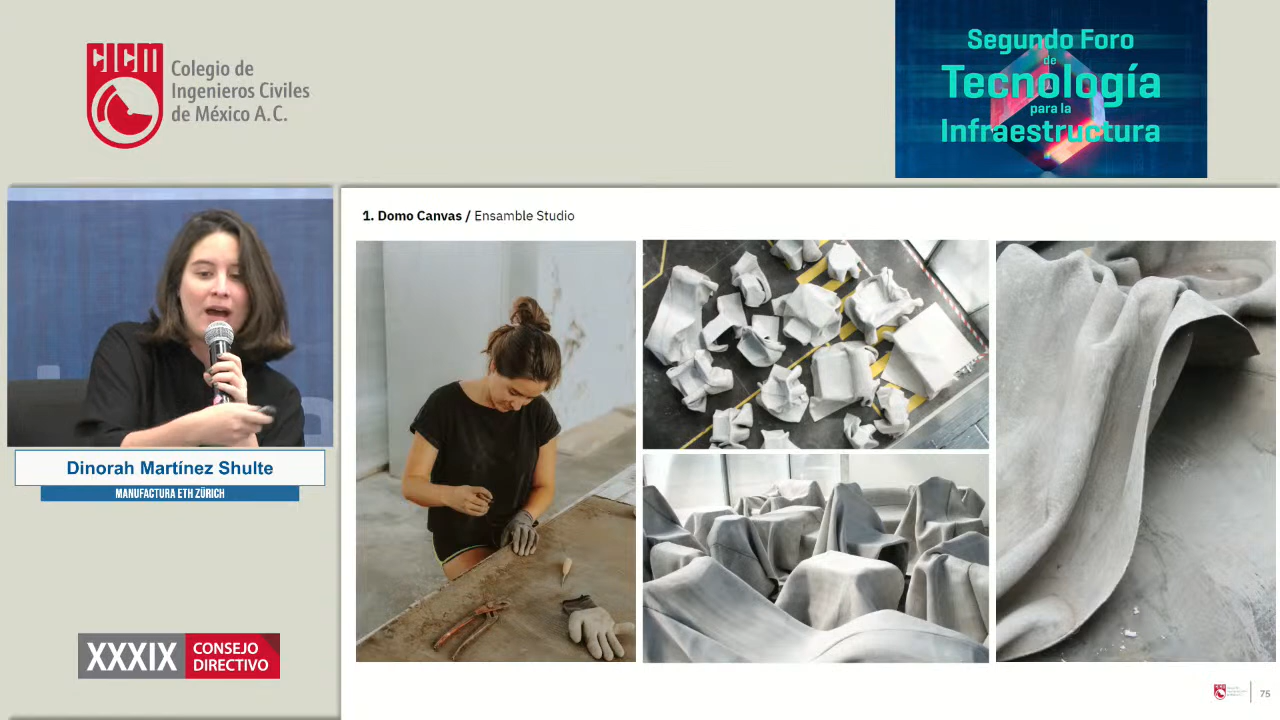 CICM
Colegio de
Ingenieros Civiles
de México A.C.
Segundo Foro
de
Tecnología
para la
Infraestructura
1. Domo Canvas / Ensamble Studio
Dinorah Martínez Shulte
MANUFACTURA ETH ZÜRICH
XXXIX
CONSEJO
DIRECTIVO
75